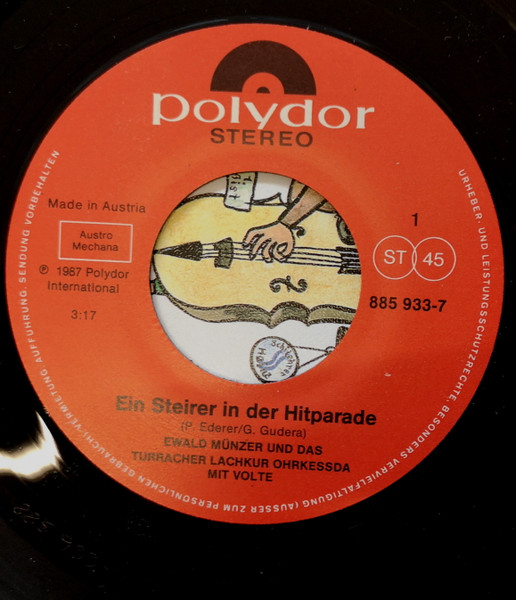 polydor
STEREO
Made in Austria
Austro
Mechana
℗ 1987 Polydor
International
3:17
1
ST 45
885 933-7
Ein Steirer in der Hitparade
(P. Ederer/G. Gudera)
EWALD MÜNZER UND DAS
TURRACHER LACHKUR OHRKESSDA
MIT VOLTE
URHEBER- UND LEISTUNGSSCHUTZRECHTE, BESONDERS VERVIELFÄLTIGUNG (AUSSER ZUM PERSÖNLICHEN GEBRAUCH), VERMIETUNG, AUFFÜHRUNG, SENDUNG VORBEHALTEN